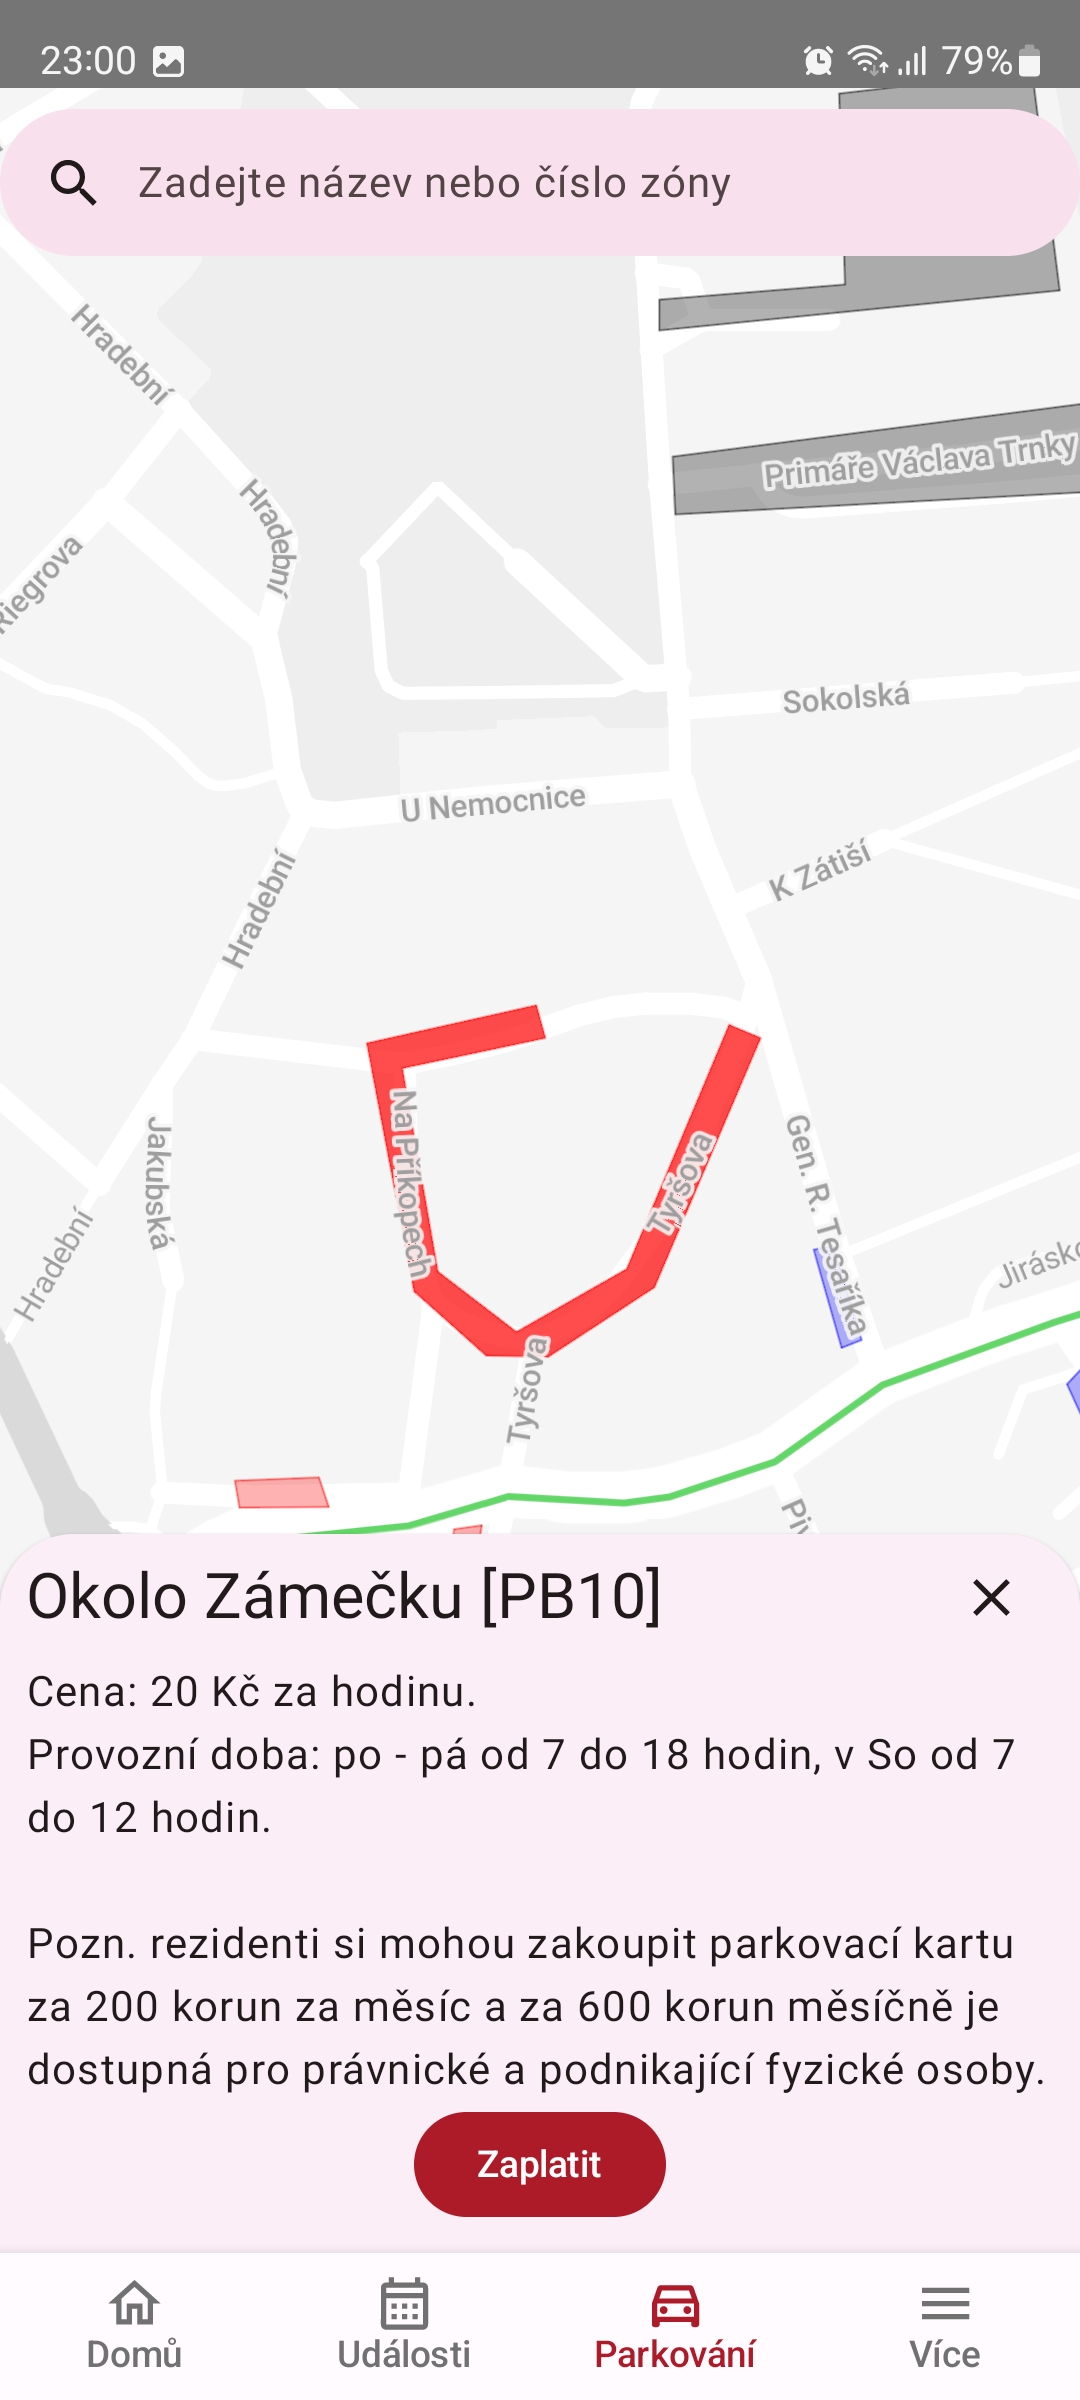 23:00
79%
Zadejte název nebo číslo zóny
Hradební
Primáře Václava Trnky
Hradební
Riegrova
Sokolská
U Nemocnice
K Zátiší
Hradební
Na Příkopech
Tyršova
Jakubská
Gen. R. Tesaříka
Hradební
Jirásko
Tyršova
Piv
Okolo Zámečku [PB10]
Cena: 20 Kč za hodinu.
Provozní doba: po - pá od 7 do 18 hodin, v So od 7
do 12 hodin.
Pozn. rezidenti si mohou zakoupit parkovací kartu
za 200 korun za měsíc a za 600 korun měsíčně je
dostupná pro právnické a podnikající fyzické osoby.
Zaplatit
Domů
Události
Parkování
Více